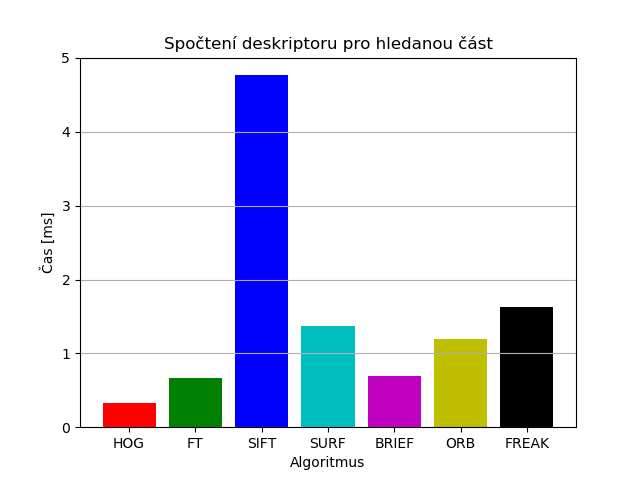 Spočtení deskriptoru pro hledanou část
5
4
3
2
1
0
Čas [ms]
HOG FT SIFT SURF BRIEF ORB FREAK
Algoritmus